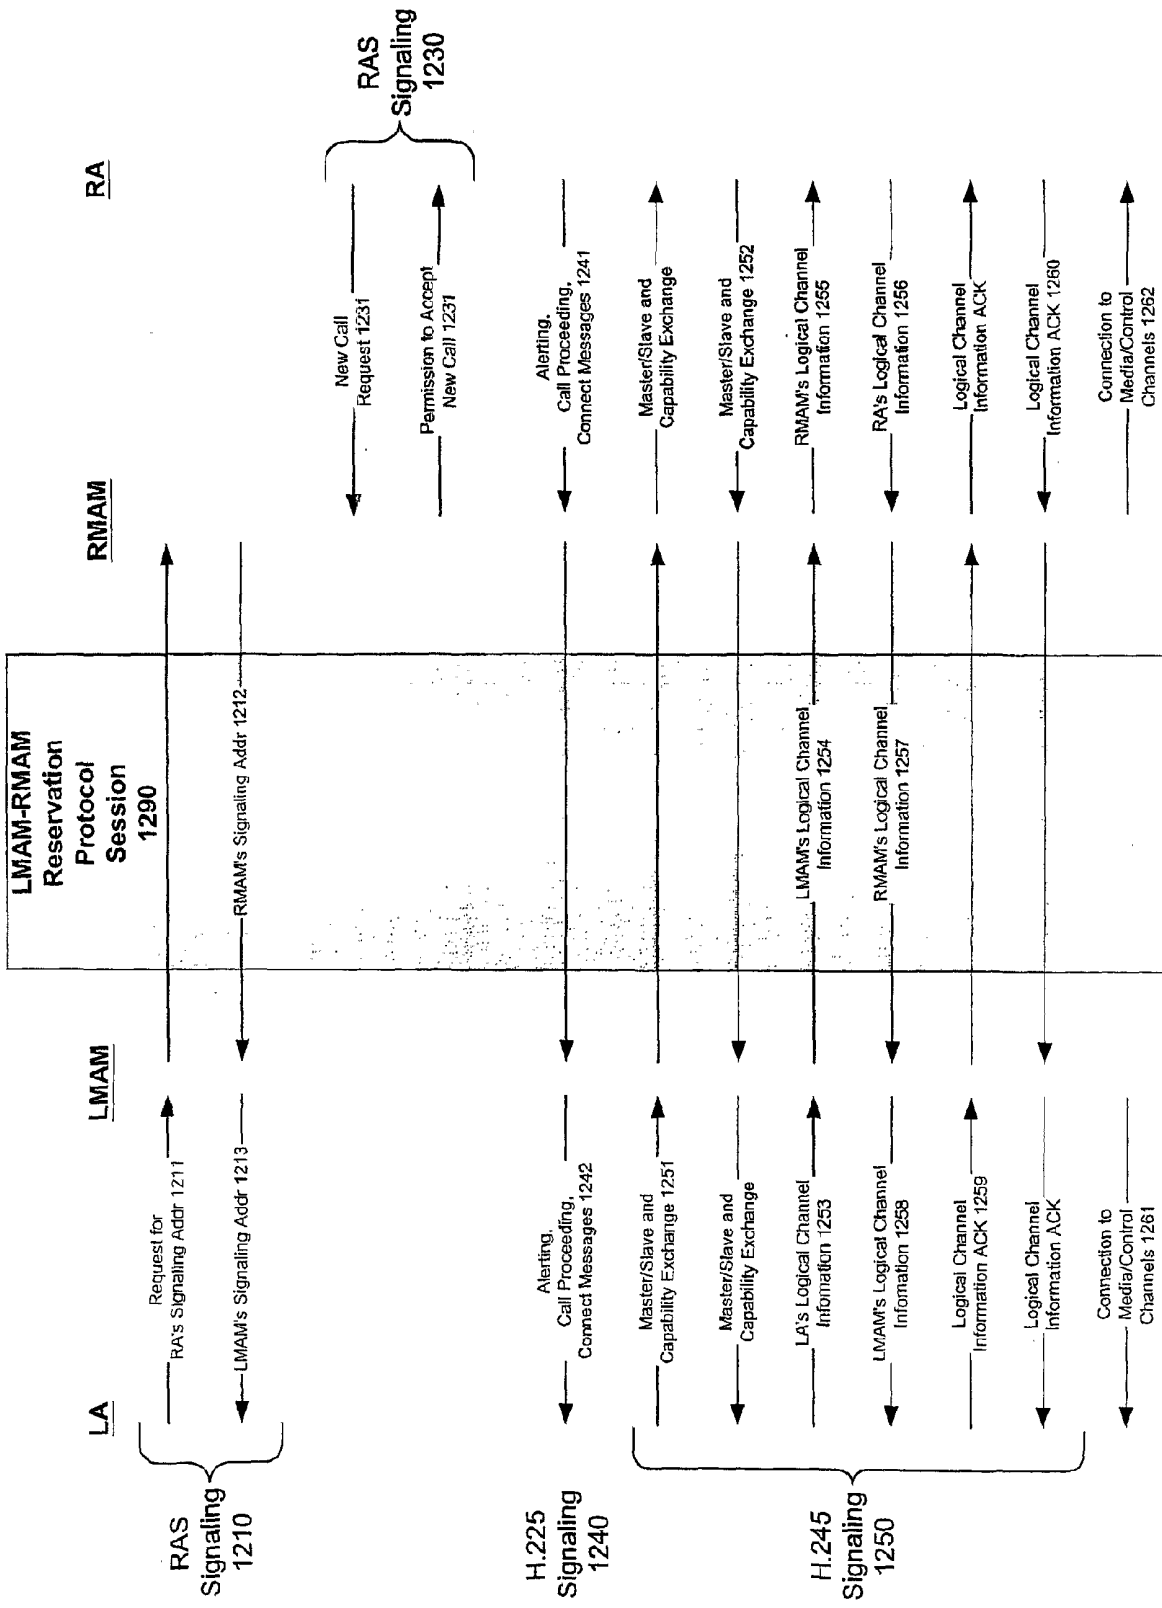 LMAM-RMAM
Reservation
Protocol
Session
1290
LA
LMAM
RMAM
RA
RAS
Signaling
1210
Request for
RA's Signaling Addr 1211
RMAM's Signaling Addr 1212
LMAM's Signaling Addr 1213
New Call
Request 1231
Permission to Accept
New Call 1231
RAS
Signaling
1230
H.225
Signaling
1240
Alerting,
Call Proceeding,
Connect Messages 1242
Alerting,
Call Proceeding,
Connect Messages 1241
H.245
Signaling
1250
Master/Slave and
Capability Exchange 1251
Master/Slave and
Capability Exchange
Master/Slave and
Capability Exchange
Master/Slave and
Capability Exchange 1252
LA's Logical Channel
Information 1253
LMAM's Logical Channel
Information 1254
RMAM's Logical Channel
Information 1255
LMAM's Logical Channel
Information 1258
RMAM's Logical Channel
Information 1257
RA's Logical Channel
Information 1256
Logical Channel
Information ACK 1259
Logical Channel
Information ACK
Logical Channel
Information ACK
Logical Channel
Information ACK 1260
Connection to
Media/Control
Channels 1261
Connection to
Media/Control
Channels 1262